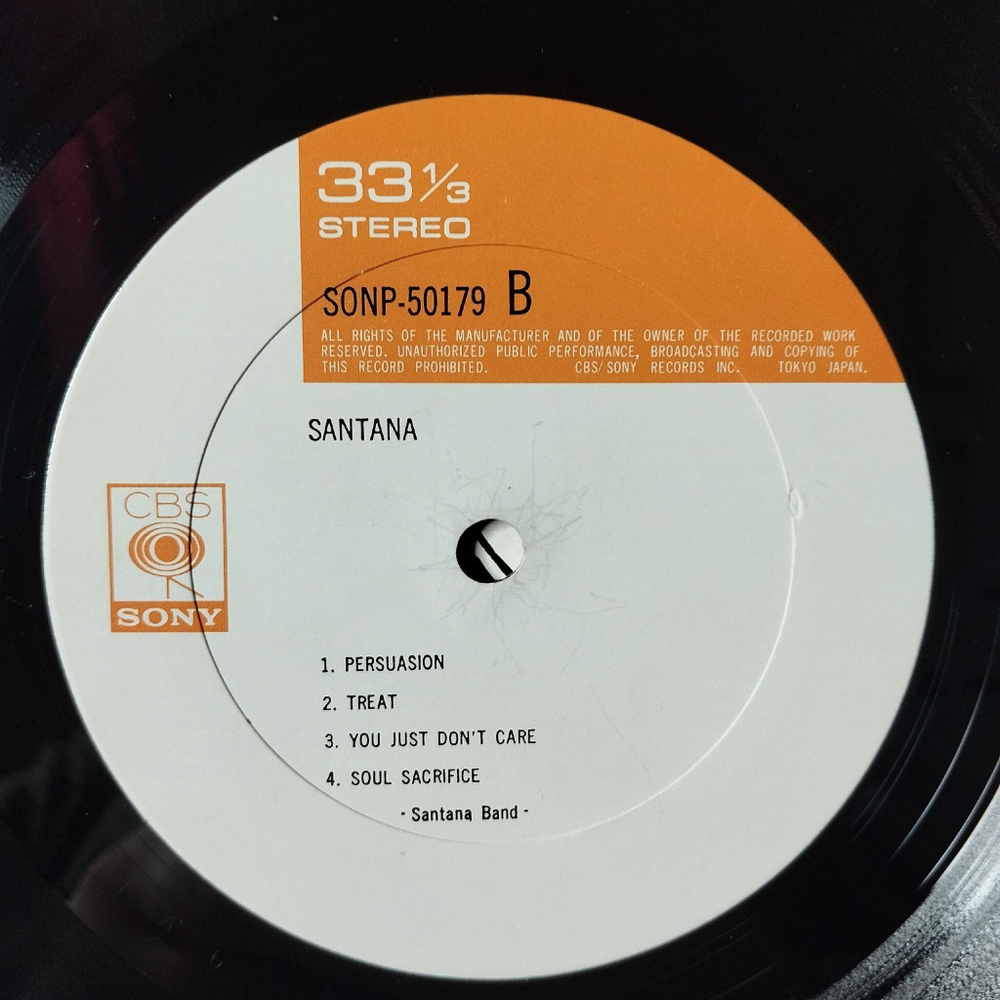 33 1/3
STEREO
SONP-50179 B
ALL RIGHTS OF THE MANUFACTURER AND OF THE OWNER OF THE RECORDED WORK
RESERVED. UNAUTHORIZED PUBLIC PERFORMANCE, BROADCASTING AND COPYING OF
THIS RECORD PROHIBITED. CBS/SONY RECORDS INC. TOKYO JAPAN.
SANTANA
CBS
SONY
1. PERSUASION
2. TREAT
3. YOU JUST DON'T CARE
4. SOUL SACRIFICE
- Santana Band -